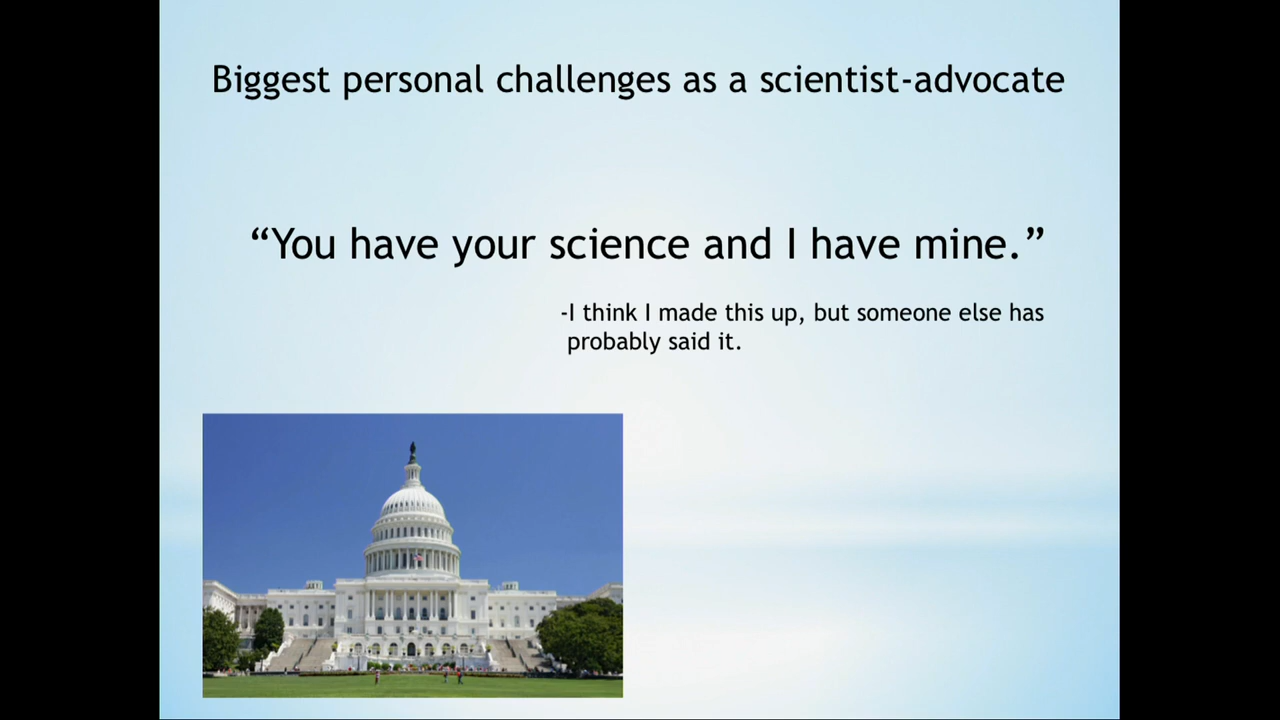 Biggest personal challenges as a scientist-advocate
“You have your science and I have mine.”
-I think I made this up, but someone else has
probably said it.